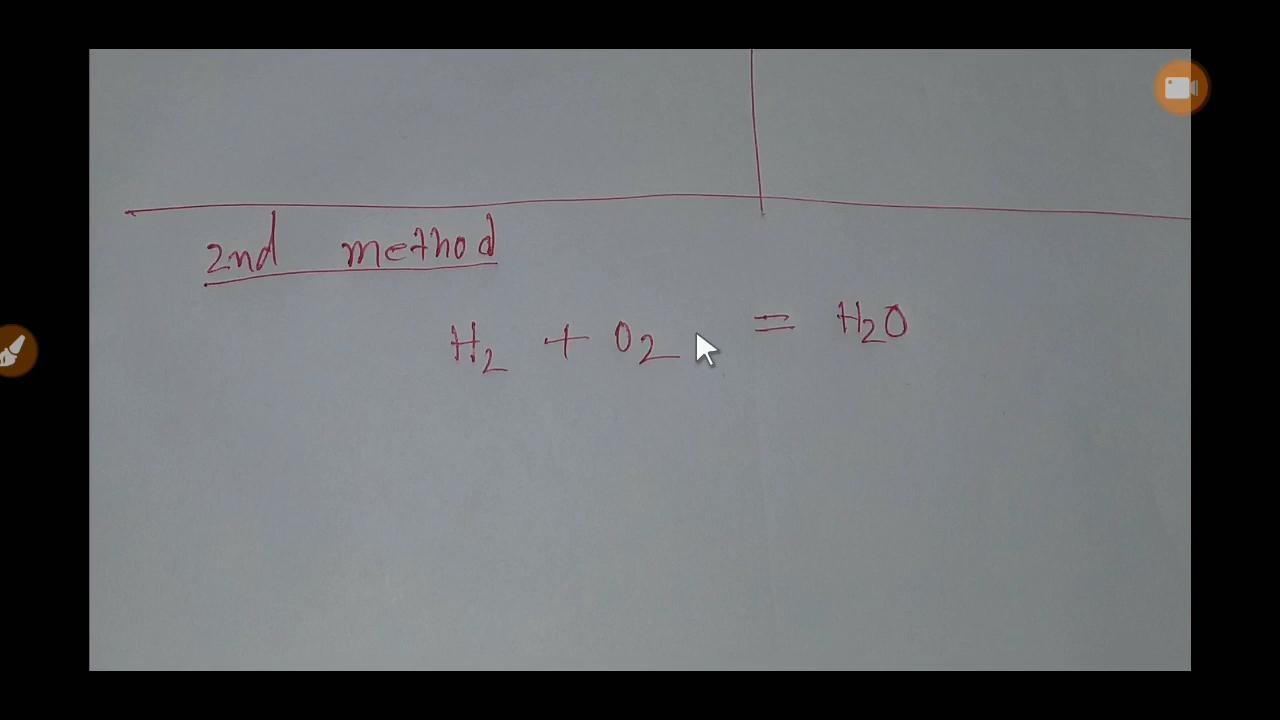 2nd method
H2 + O2 = H2O